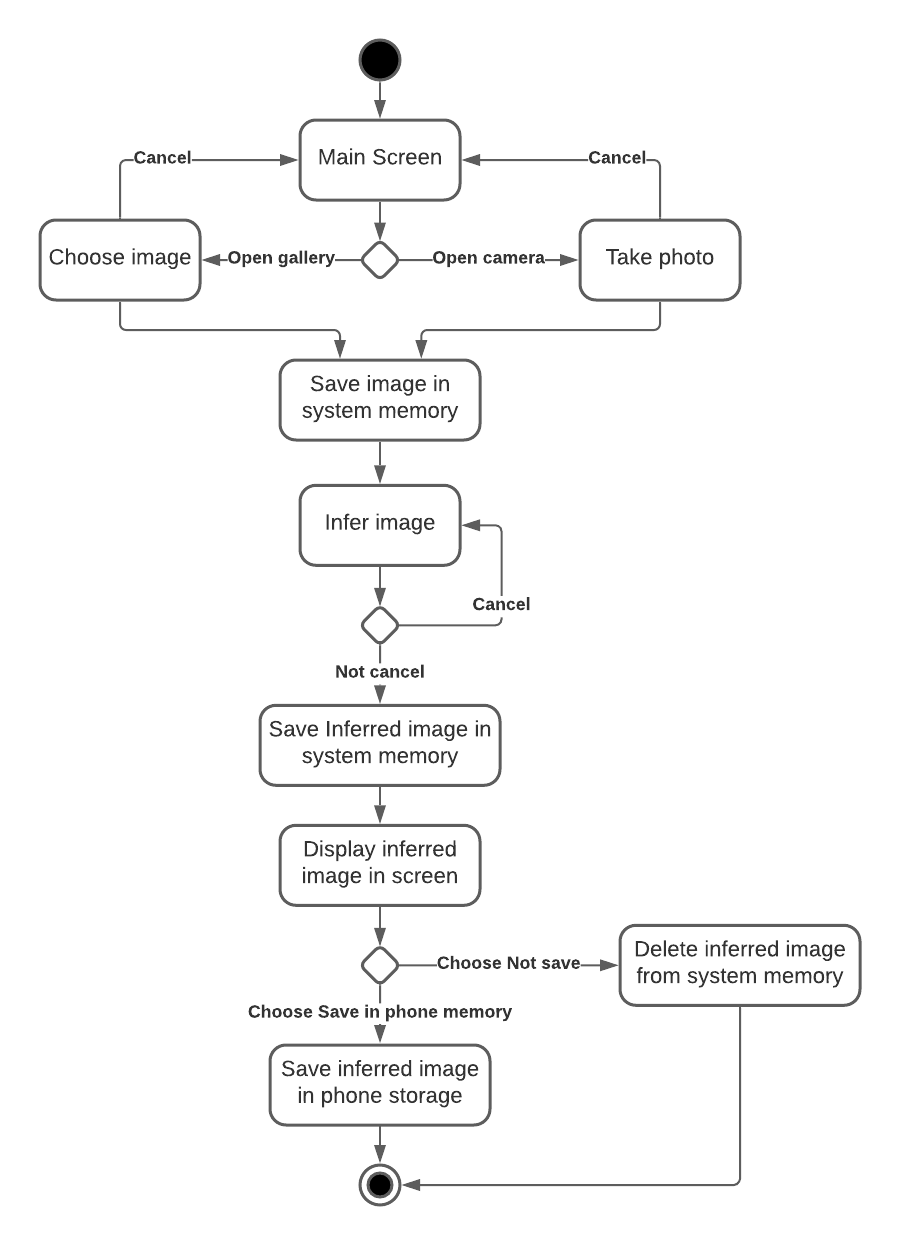 Main Screen
Cancel
Cancel
Choose image
Open gallery
Open camera
Take photo
Save image in
system memory
Infer image
Cancel
Not cancel
Save Inferred image in
system memory
Display inferred
image in screen
Choose Not save
Delete inferred image
from system memory
Choose Save in phone memory
Save inferred image
in phone storage